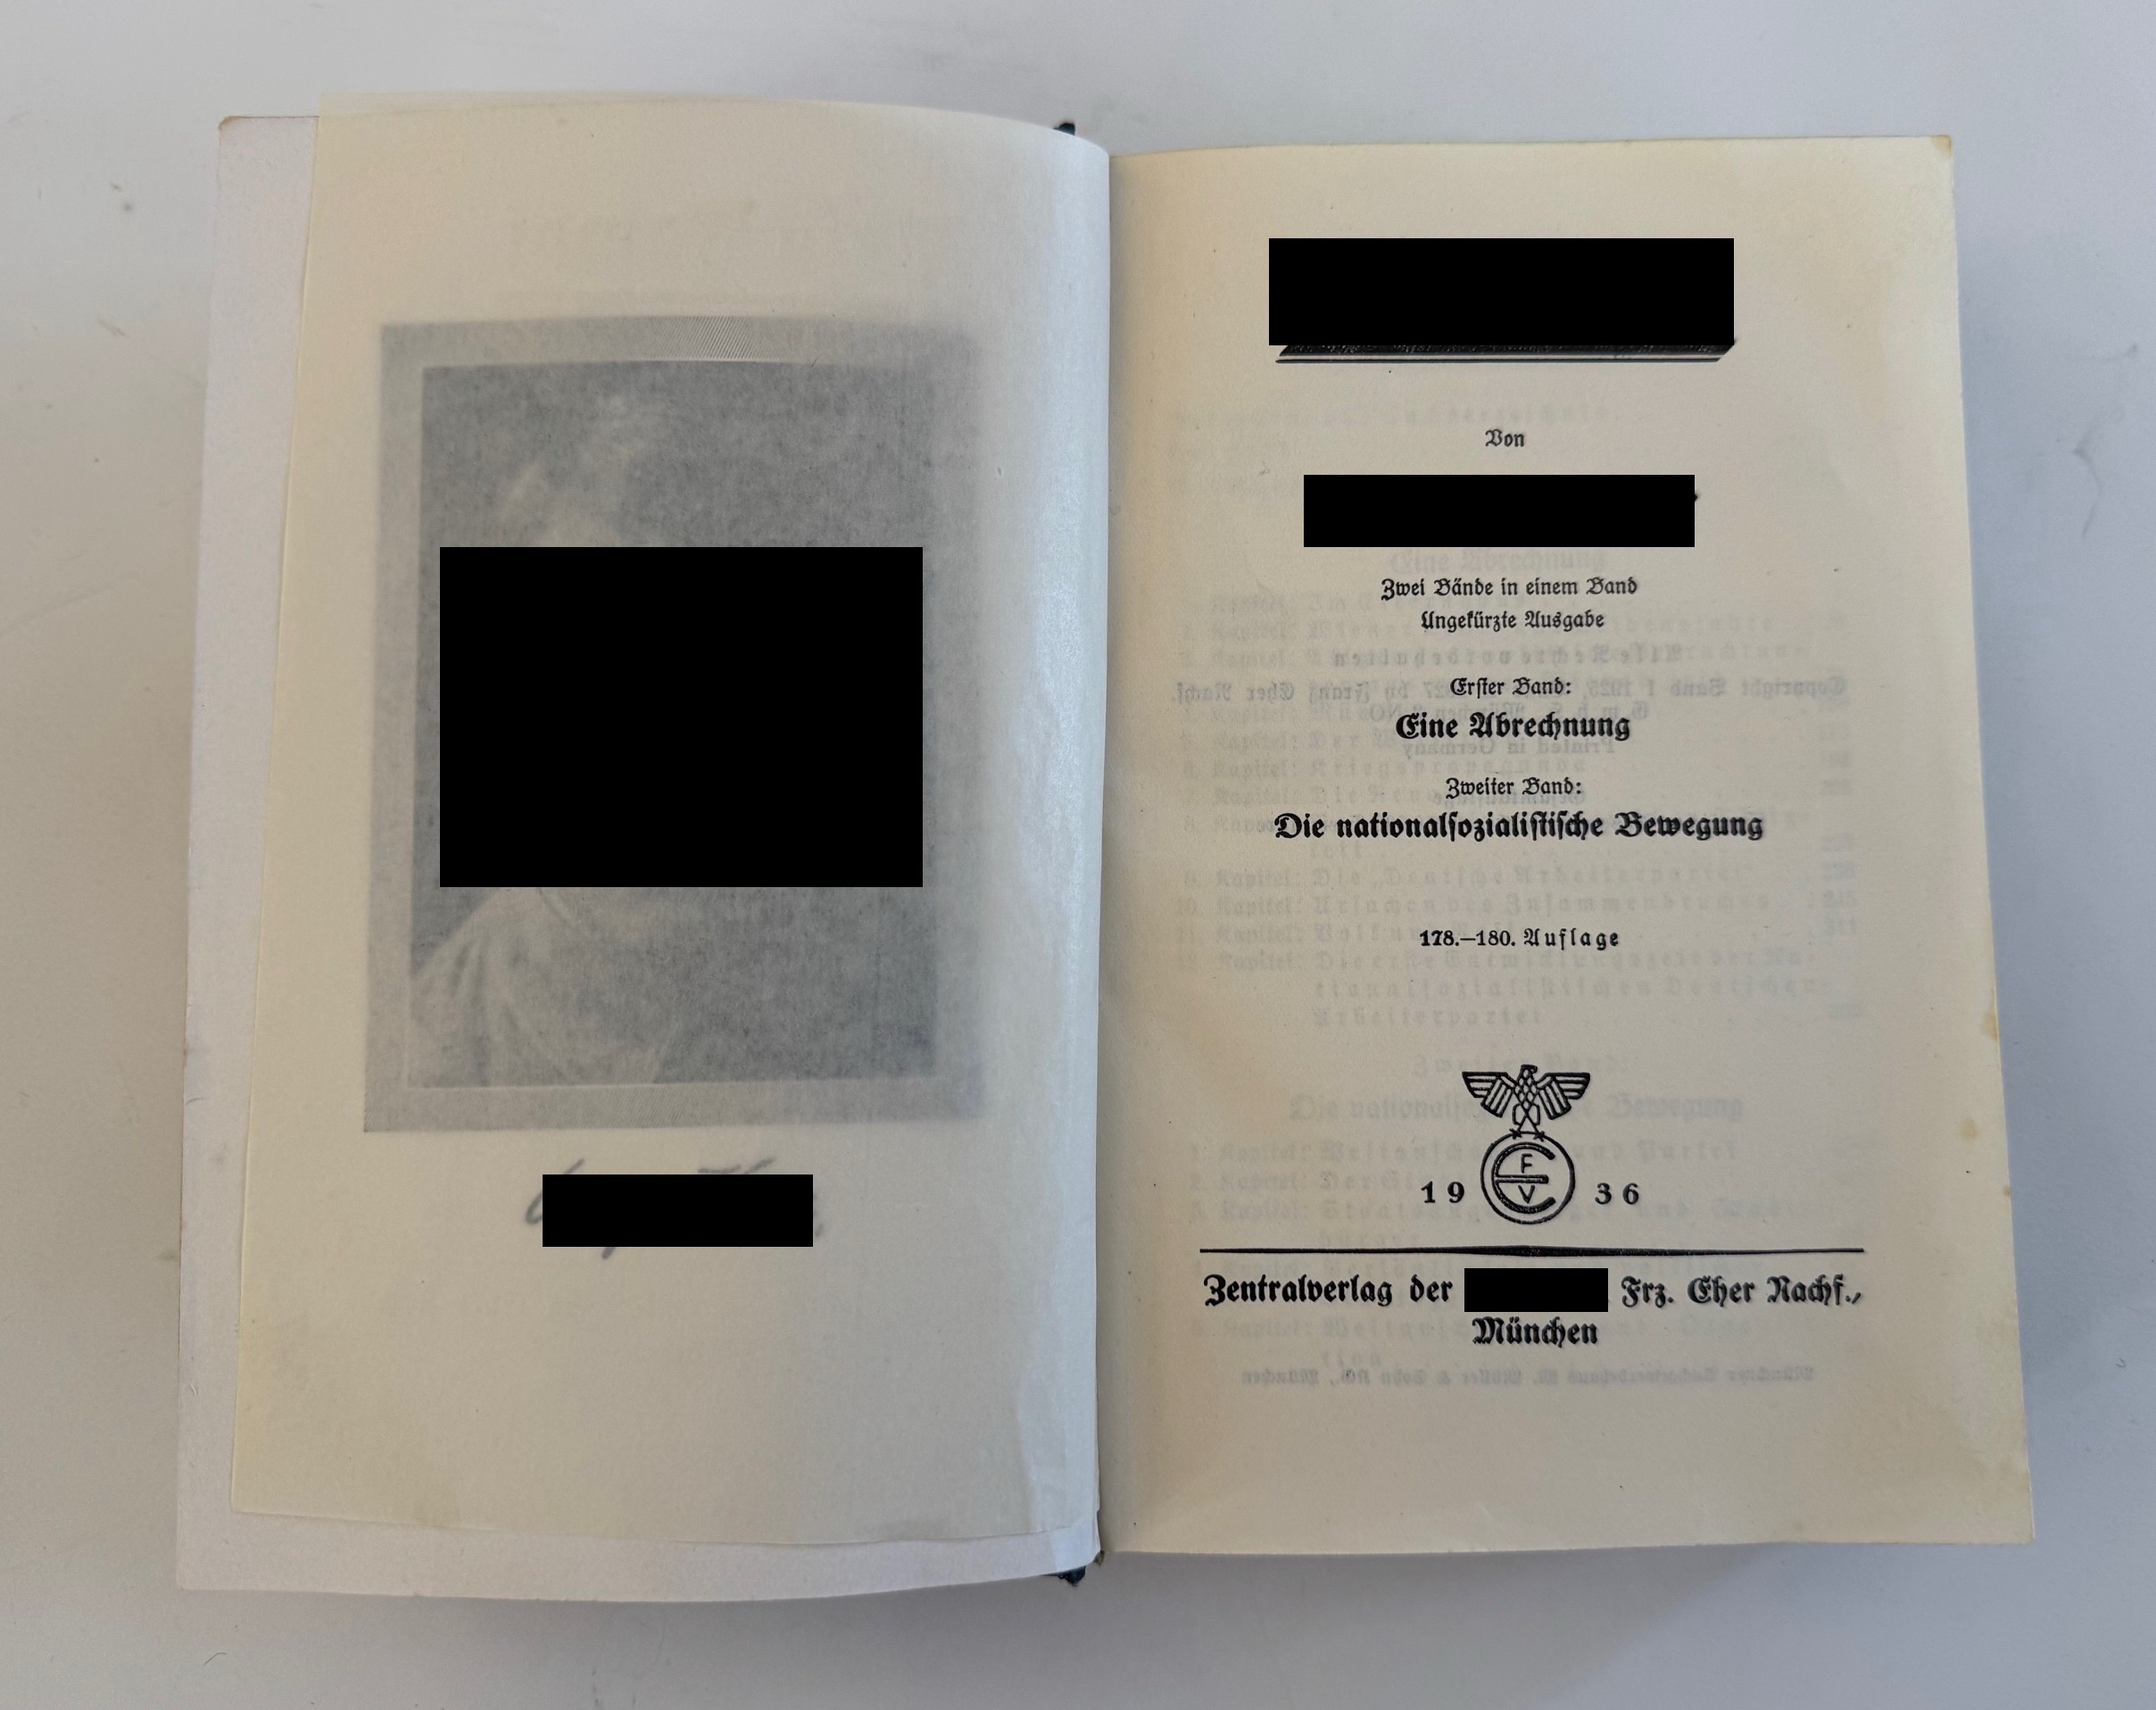 Von
Zwei Bände in einem Band
Ungekürzte Ausgabe
Erster Band:
Eine Abrechnung
Zweiter Band:
Die nationalsozialistische Bewegung
178.–180. Auflage
F
E
V
19 36
Zentralverlag der Frz. Eher Nachf.,
München